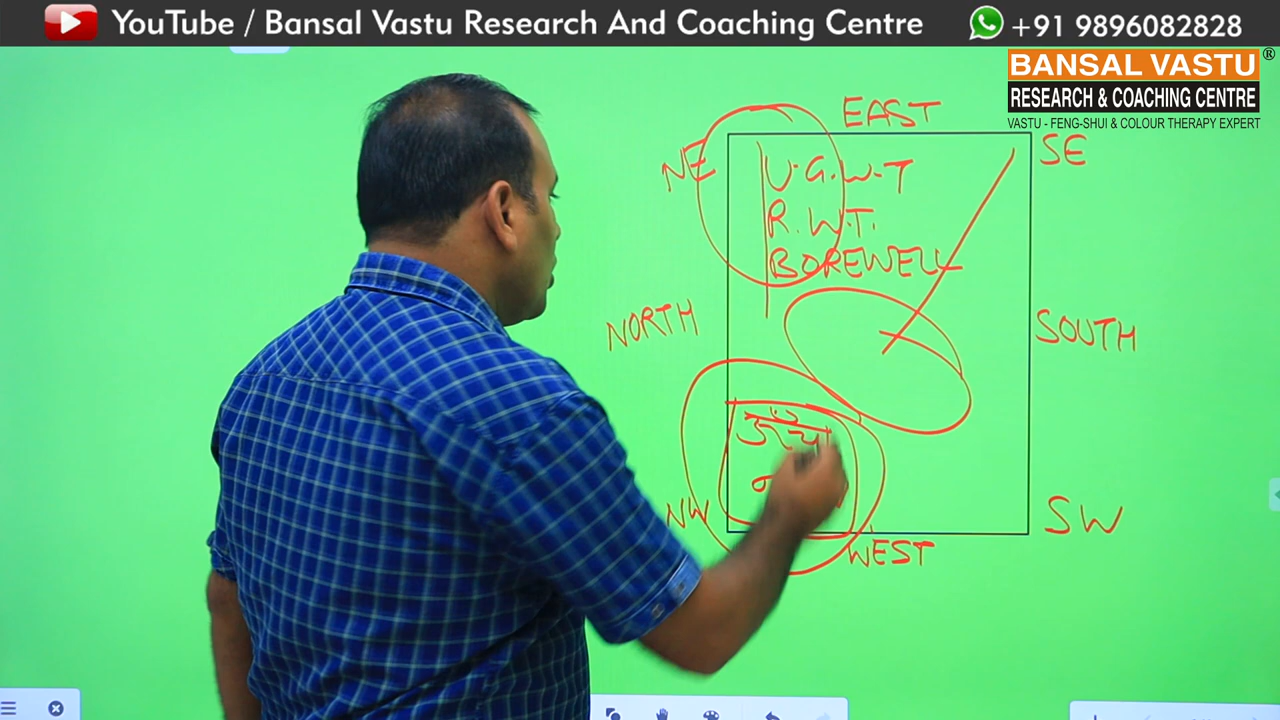 YouTube / Bansal Vastu Research And Coaching Centre
+91 9896082828
BANSAL VASTU®
RESEARCH & COACHING CENTRE
VASTU - FENG-SHUI & COLOUR THERAPY EXPERT
EAST
NE
SE
U.G.W.T
R.W.T.
BOREWELL
NORTH
SOUTH
NW
SW
WEST